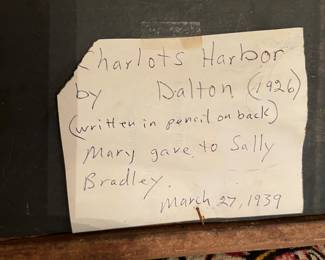 Charlots Harbor
by Dalton (1926)
(written in pencil on back)
Mary gave to Sally
Bradley.
March 27, 1939